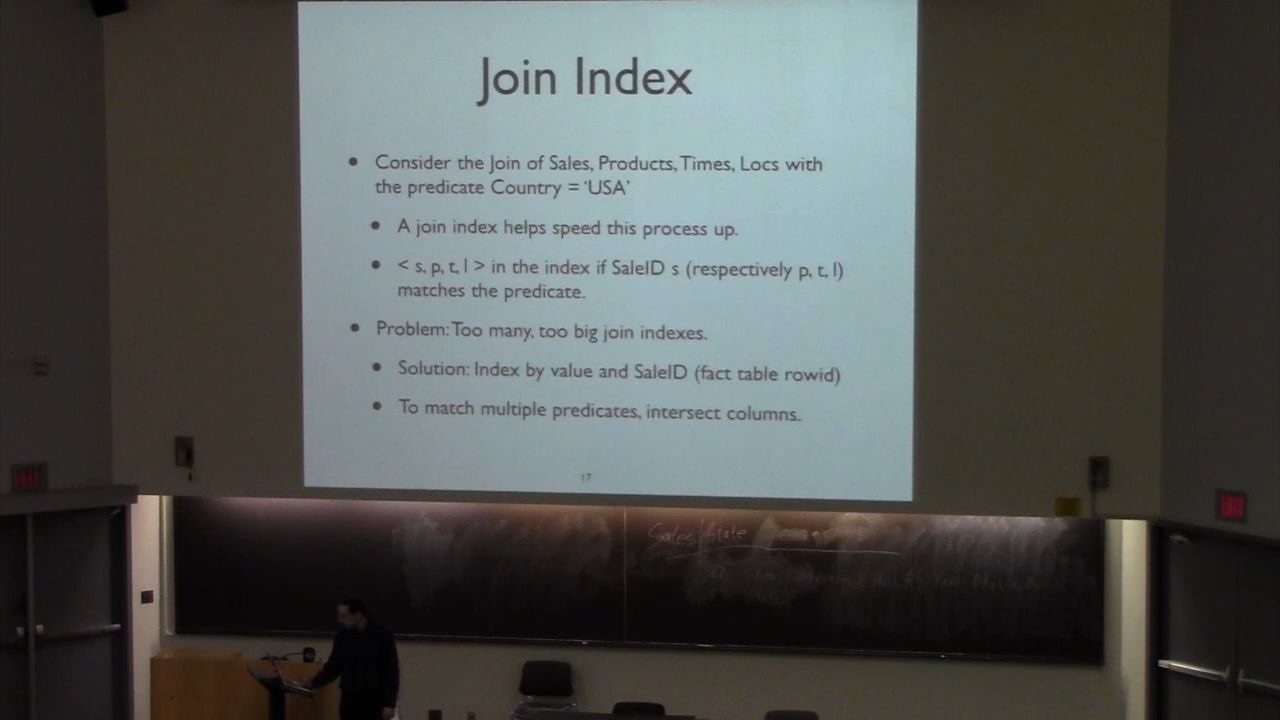 Join Index
• Consider the Join of Sales, Products, Times, Locs with
the predicate Country = ‘USA’
• A join index helps speed this process up.
• < s, p, t, l > in the index if SaleID s (respectively p, t, l)
matches the predicate.
• Problem: Too many, too big join indexes.
• Solution: Index by value and SaleID (fact table rowid)
• To match multiple predicates, intersect columns.
17
Sales/State